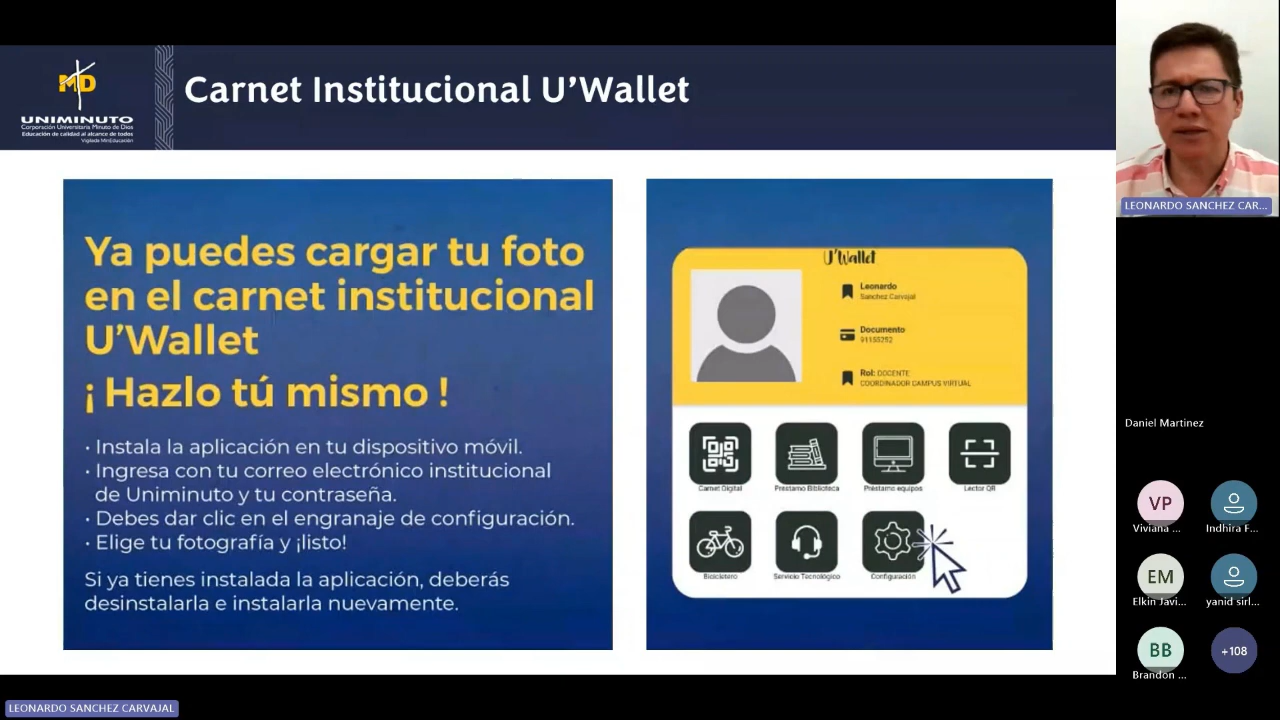 MD
UNIMINUTO
Corporación Universitaria Minuto de Dios
Educación de calidad al alcance de todos
Vigilada MinEducación
Carnet Institucional U'Wallet
Ya puedes cargar tu foto
en el carnet institucional
U'Wallet
¡ Hazlo tú mismo !
· Instala la aplicación en tu dispositivo móvil.
· Ingresa con tu correo electrónico institucional
de Uniminuto y tu contraseña.
· Debes dar clic en el engranaje de configuración.
· Elige tu fotografía y ¡listo!
Si ya tienes instalada la aplicación, deberás
desinstalarla e instalarla nuevamente.
U'Wallet
Leonardo
Sanchez Carvajal
Documento
91153252
Rol: DOCENTE
COORDINADOR CAMPUS VIRTUAL
Carnet Digital
Préstamo Biblioteca
Préstamo equipos
Lector QR
Bicicletero
Servicio Tecnológico
Configuración
LEONARDO SANCHEZ CAR...
Daniel Martinez
VP
Viviana ...
Indhira F...
EM
Elkin Javi...
yanid sirl...
BB
Brandon ...
+108
LEONARDO SANCHEZ CARVAJAL